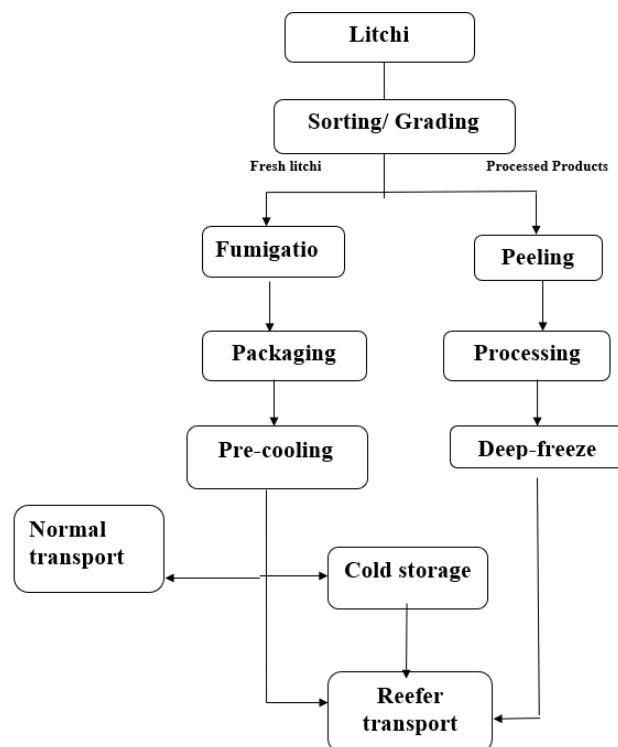 Litchi
Sorting/ Grading
Fresh litchi
Processed Products
Fumigatio
Peeling
Packaging
Processing
Pre-cooling
Deep-freeze
Normal
transport
Cold storage
Reefer
transport